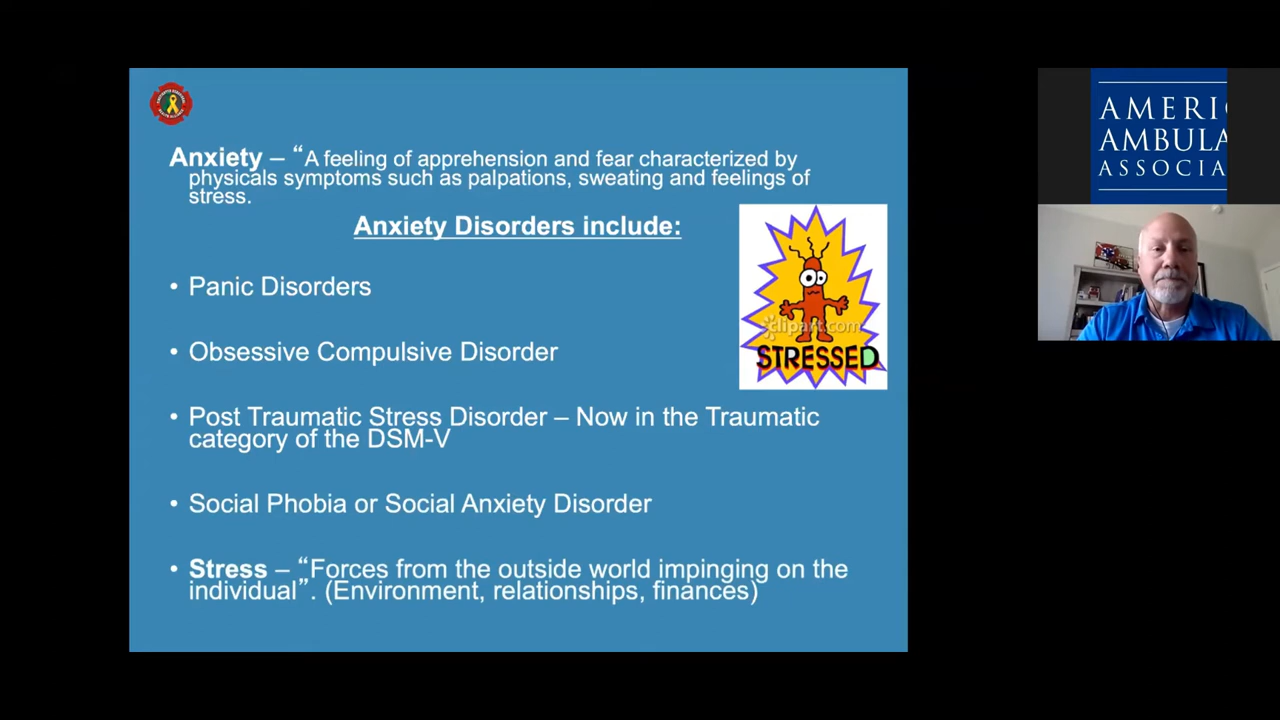 Anxiety – “A feeling of apprehension and fear characterized by
physicals symptoms such as palpations, sweating and feelings of
stress.
Anxiety Disorders include:
• Panic Disorders
• Obsessive Compulsive Disorder
• Post Traumatic Stress Disorder – Now in the Traumatic
category of the DSM-V
• Social Phobia or Social Anxiety Disorder
• Stress – “Forces from the outside world impinging on the
individual”. (Environment, relationships, finances)
clipart.com
STRESSED
AMERIC
AMBULA
ASSOCIA